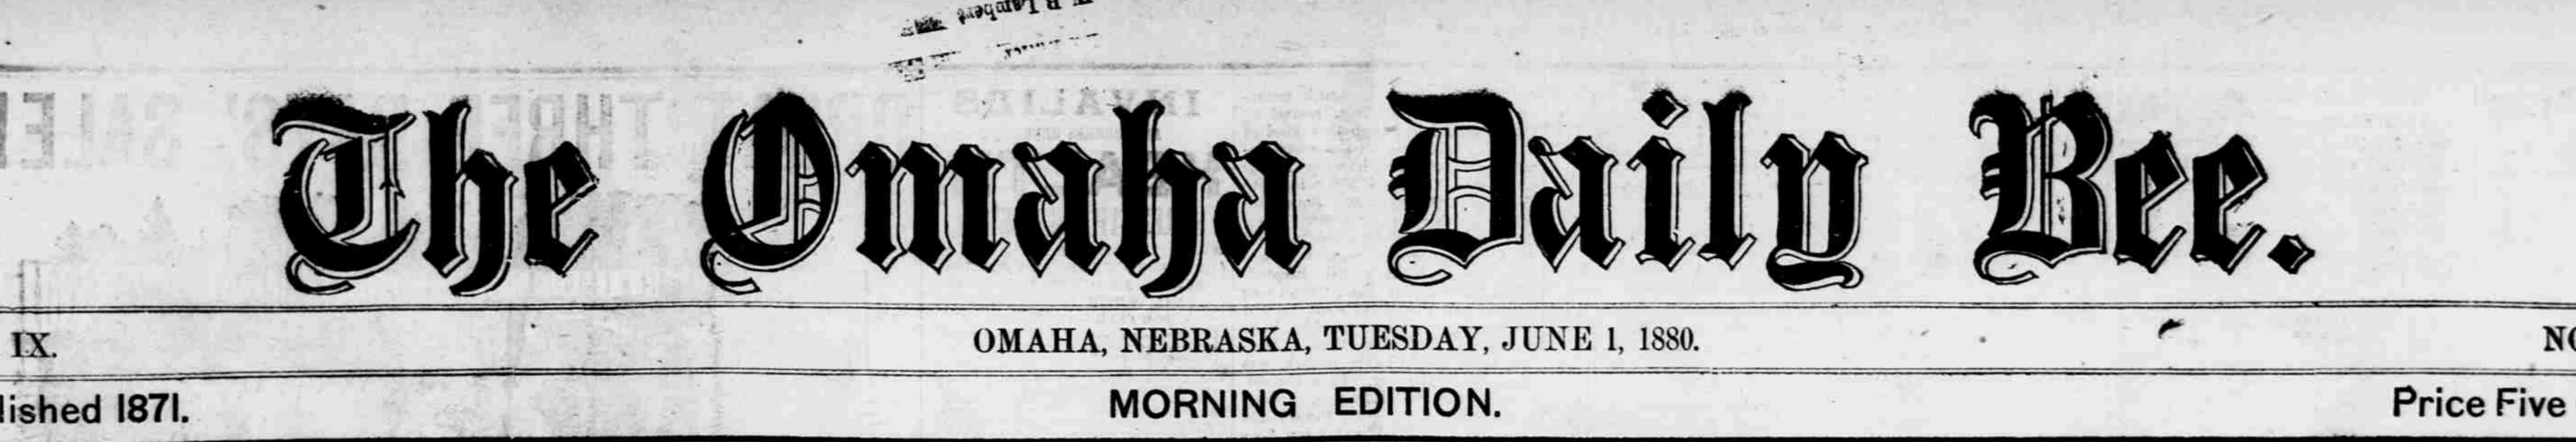 The Omaha Daily Bee.
IX. OMAHA, NEBRASKA, TUESDAY, JUNE 1, 1880.
lished 1871. MORNING EDITION. Price Five